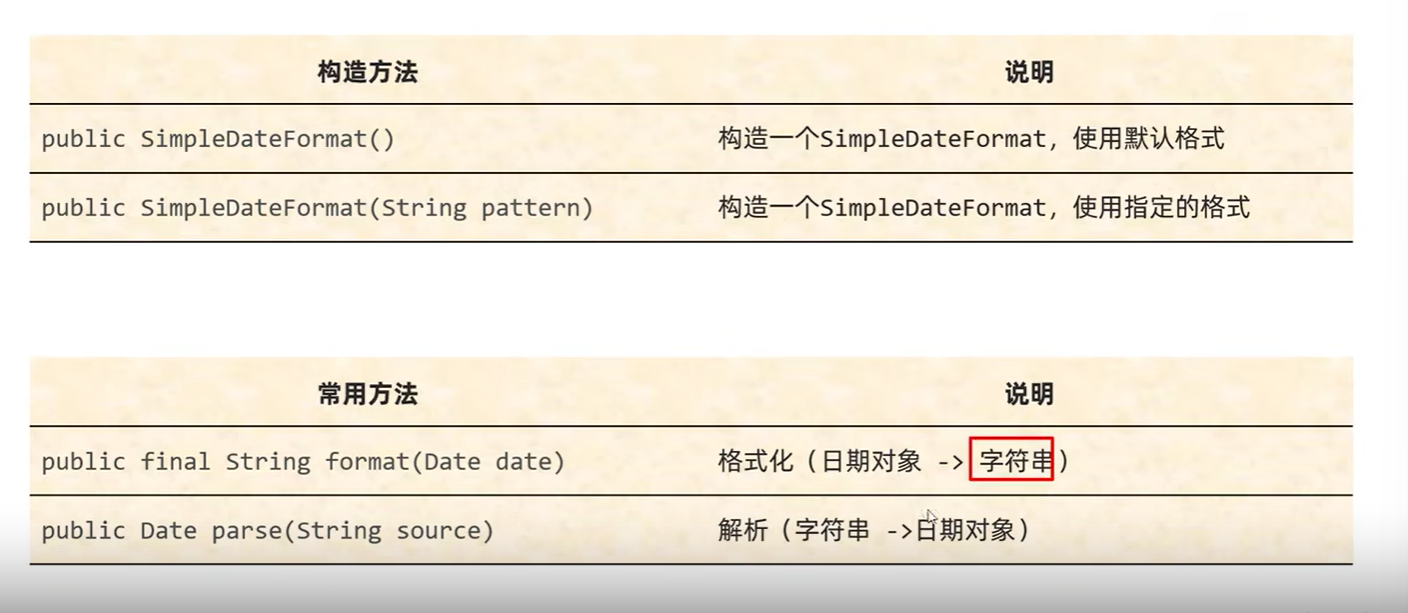 构造方法 说明
public SimpleDateFormat() 构造一个SimpleDateFormat，使用默认格式
public SimpleDateFormat(String pattern) 构造一个SimpleDateFormat，使用指定的格式
常用方法 说明
public final String format(Date date) 格式化（日期对象 -> 字符串）
public Date parse(String source) 解析（字符串 ->日期对象）